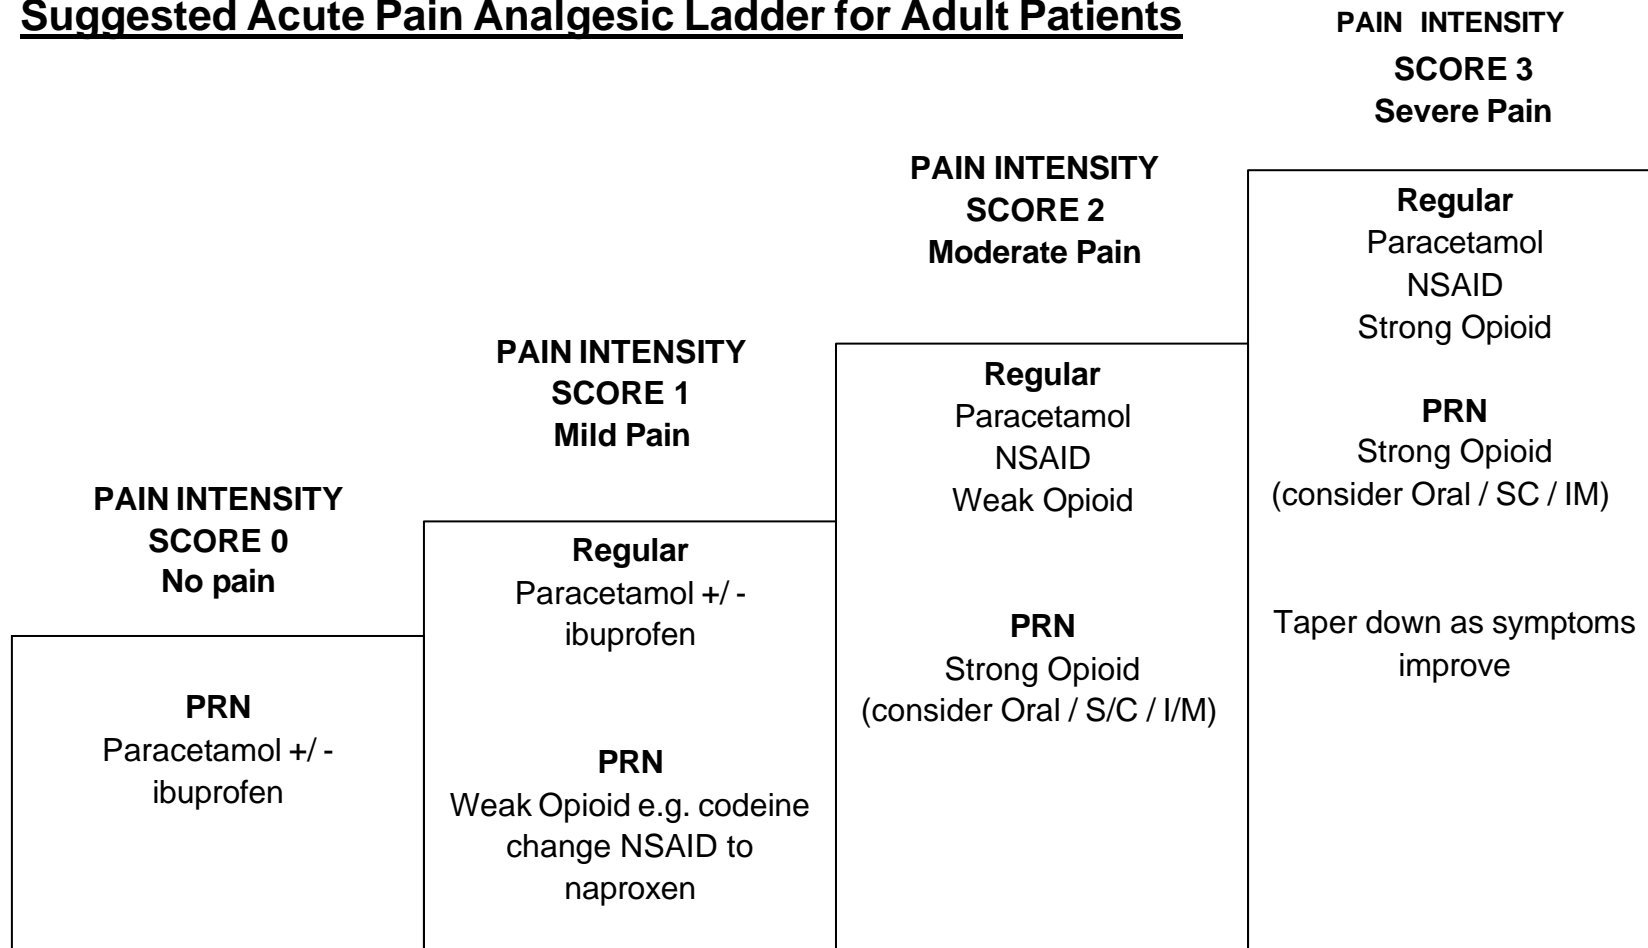 Suggested Acute Pain Analgesic Ladder for Adult Patients
PAIN INTENSITY
SCORE 0
No pain
PRN
Paracetamol +/ -
ibuprofen
PAIN INTENSITY
SCORE 1
Mild Pain
Regular
Paracetamol +/ -
ibuprofen
PRN
Weak Opioid e.g. codeine
change NSAID to
naproxen
PAIN INTENSITY
SCORE 2
Moderate Pain
Regular
Paracetamol
NSAID
Weak Opioid
PRN
Strong Opioid
(consider Oral / S/C / I/M)
PAIN INTENSITY
SCORE 3
Severe Pain
Regular
Paracetamol
NSAID
Strong Opioid
PRN
Strong Opioid
(consider Oral / SC / IM)
Taper down as symptoms
improve